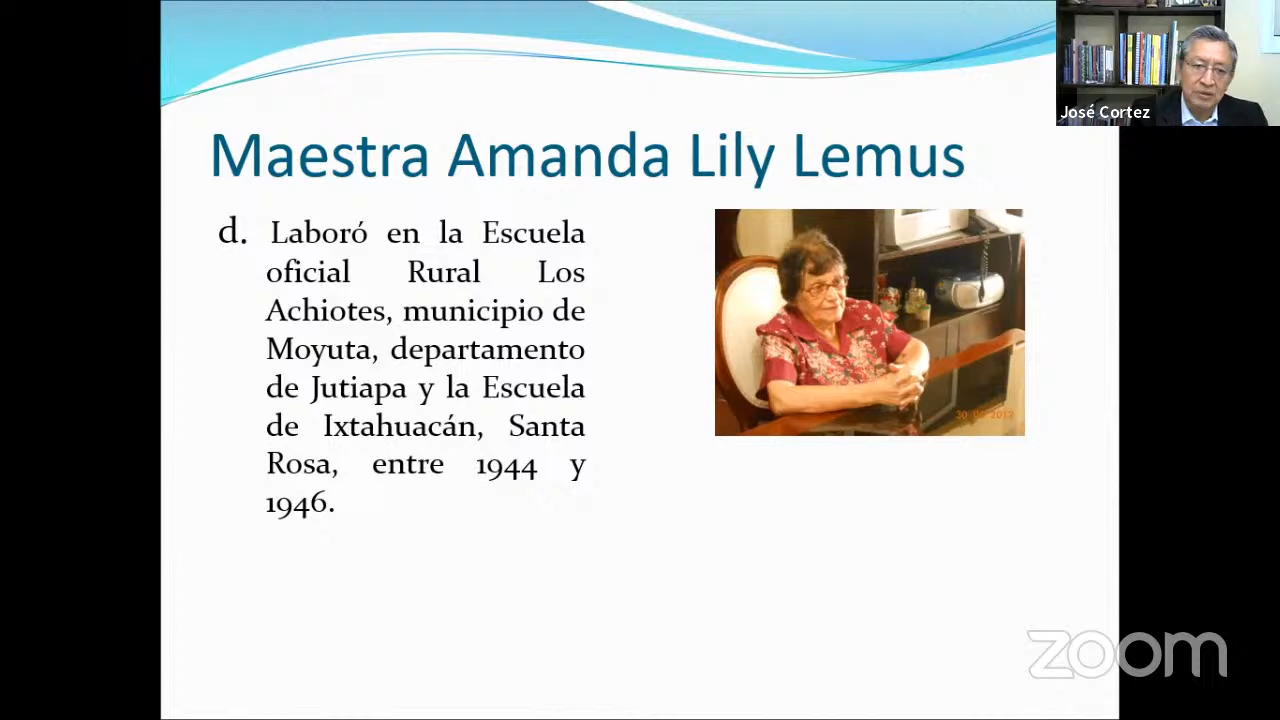 José Cortez
Maestra Amanda Lily Lemus
d. Laboró en la Escuela
oficial Rural Los
Achiotes, municipio de
Moyuta, departamento
de Jutiapa y la Escuela
de Ixtahuacán, Santa
Rosa, entre 1944 y
1946.
zoom